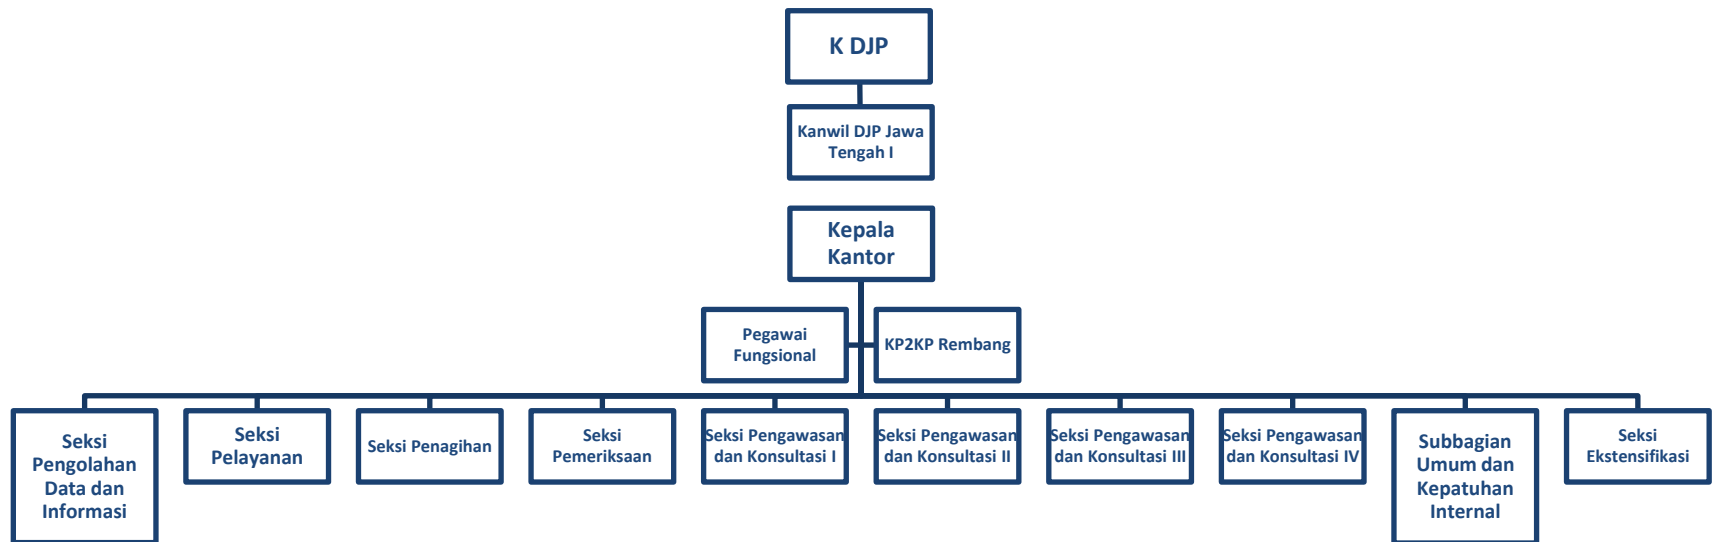 K DJP
Kanwil DJP Jawa
Tengah I
Kepala
Kantor
Pegawai
Fungsional
KP2KP Rembang
Seksi
Pengolahan
Data dan
Informasi
Seksi
Pelayanan
Seksi Penagihan
Seksi
Pemeriksaan
Seksi Pengawasan
dan Konsultasi I
Seksi Pengawasan
dan Konsultasi II
Seksi Pengawasan
dan Konsultasi III
Seksi Pengawasan
dan Konsultasi IV
Subbagian
Umum dan
Kepatuhan
Internal
Seksi
Ekstensifikasi